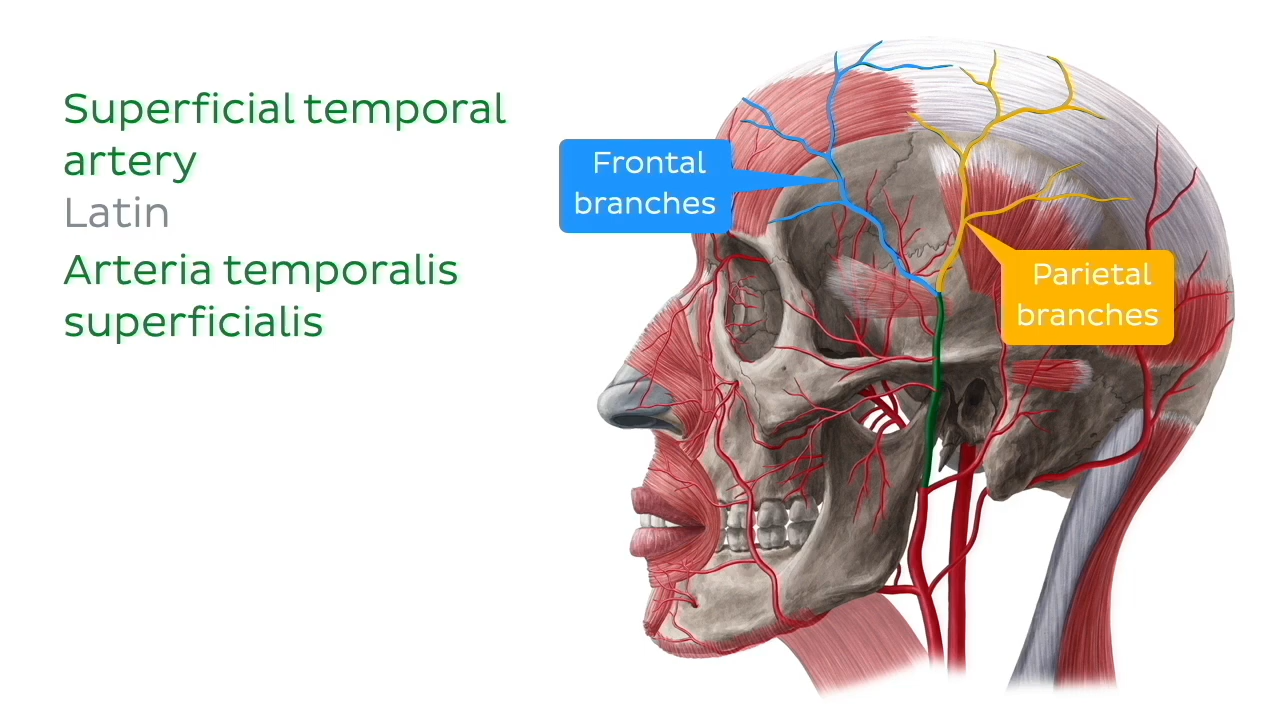 Superficial temporal
artery
Latin
Arteria temporalis
superficialis
Frontal
branches
Parietal
branches